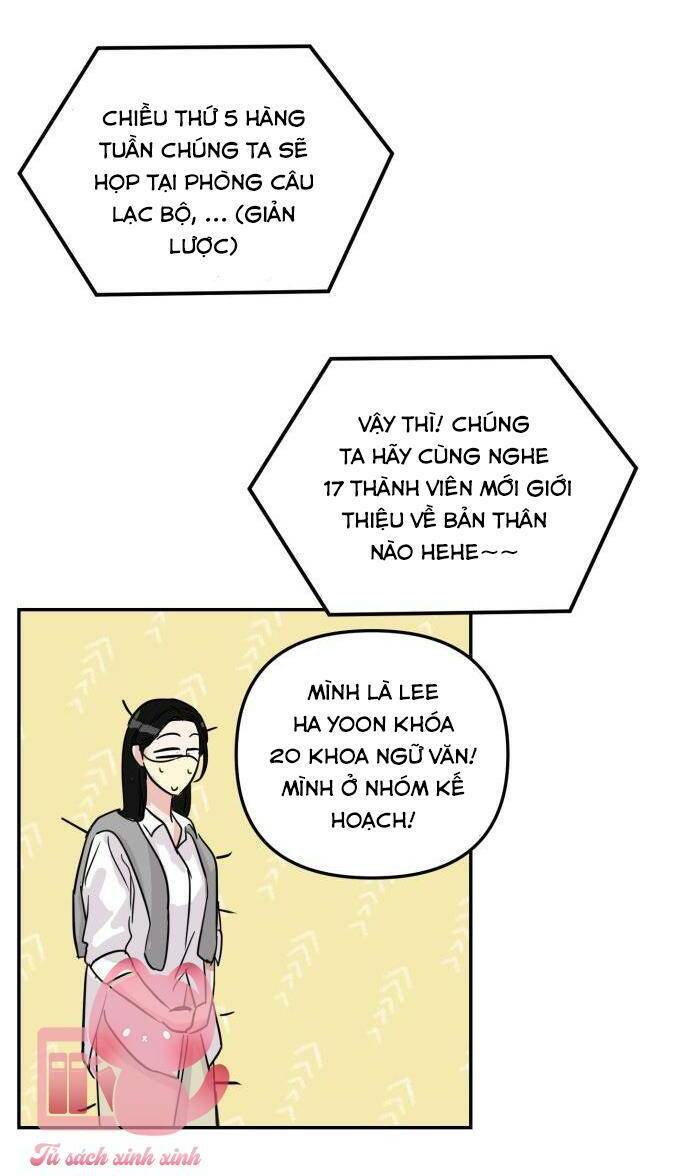 CHIỀU THỨ 5 HÀNG
TUẦN CHÚNG TA SẼ
HỌP TẠI PHÒNG CÂU
LẠC BỘ, ... (GIẢN
LƯỢC)
VẬY THÌ! CHÚNG
TA HÃY CÙNG NGHE
17 THÀNH VIÊN MỚI GIỚI
THIỆU VỀ BẢN THÂN
NÀO HEHE~~
MÌNH LÀ LEE
HA YOON KHÓA
20 KHOA NGỮ VĂN!
MÌNH Ở NHÓM KẾ
HOẠCH!
Tủ sách xinh xinh